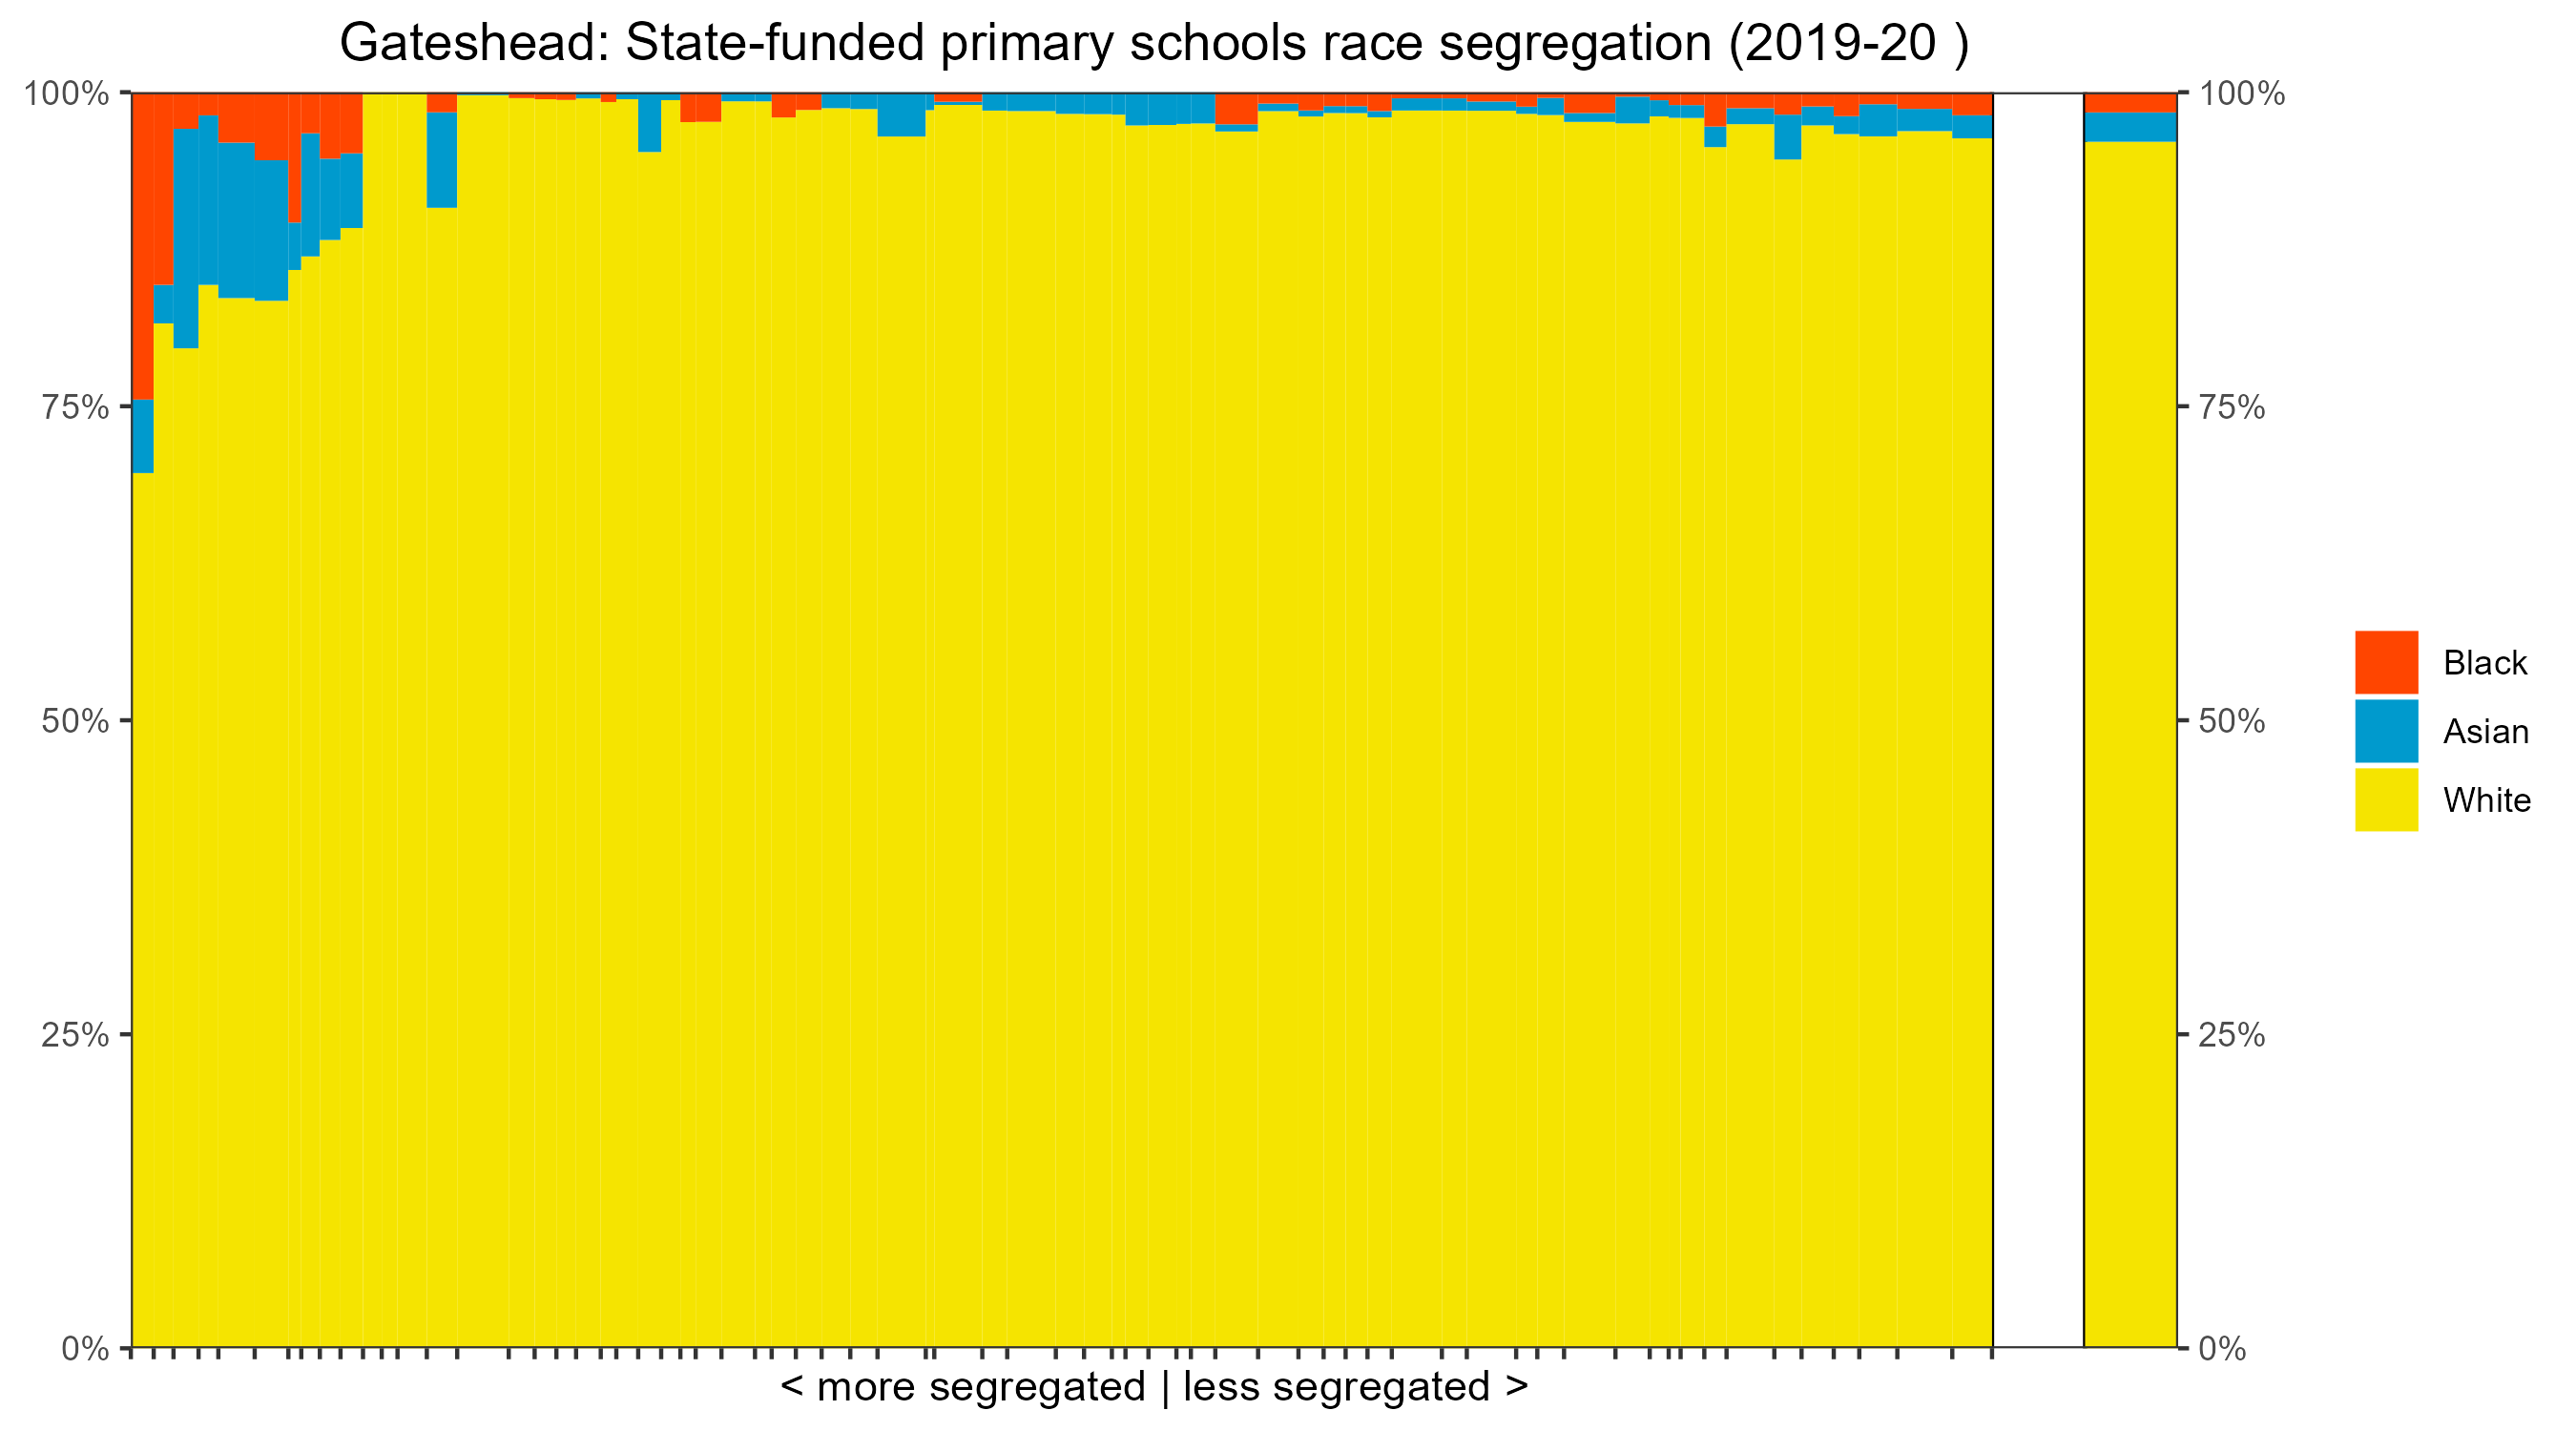 Gateshead: State-funded primary schools race segregation (2019-20 )
100%
75%
50%
25%
0%
100%
75%
50%
25%
0%
Black
Asian
White
< more segregated | less segregated >